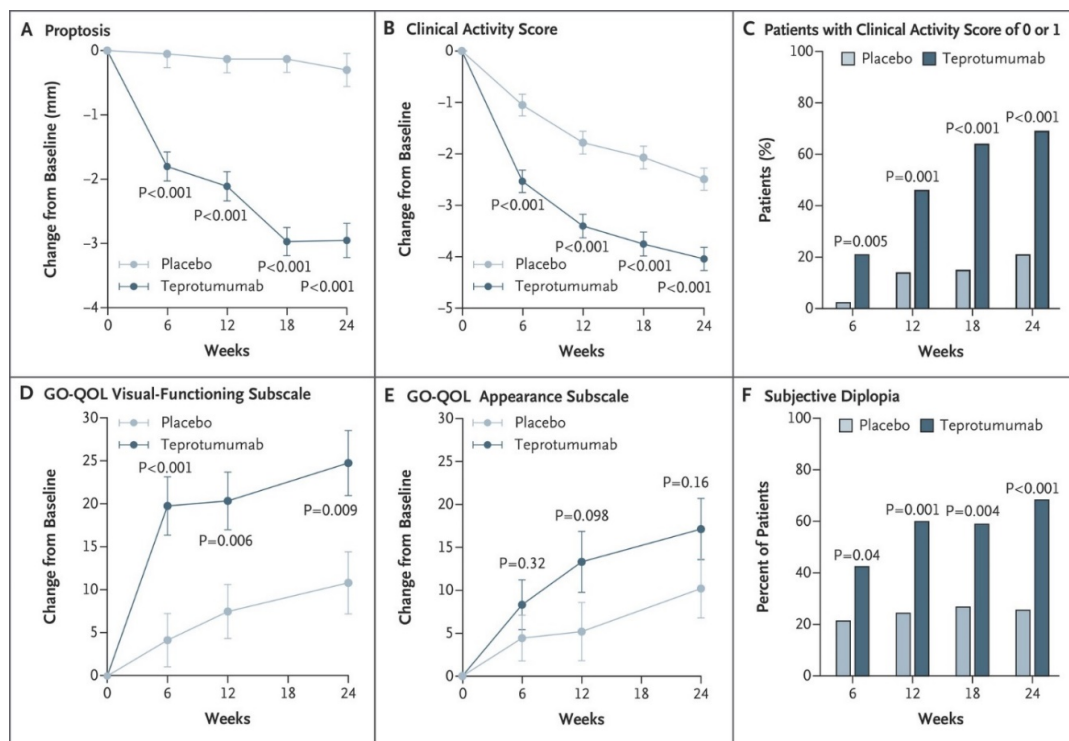 A Proptosis
0
−1
−2
−3
−4
Change from Baseline (mm)
P<0.001
P<0.001
P<0.001
P<0.001
Placebo
Teprotumumab
0 6 12 18 24
Weeks
B Clinical Activity Score
0
−1
−2
−3
−4
−5
Change from Baseline
P<0.001
P<0.001
P<0.001
P<0.001
Placebo
Teprotumumab
0 6 12 18 24
Weeks
C Patients with Clinical Activity Score of 0 or 1
Placebo Teprotumumab
100
80
60
40
20
0
Patients (%)
P=0.005
P=0.001
P<0.001
P<0.001
6 12 18 24
Weeks
D GO-QOL Visual-Functioning Subscale
30
25
20
15
10
5
0
Change from Baseline
Placebo
Teprotumumab
P<0.001
P=0.006
P=0.009
0 6 12 18 24
Weeks
E GO-QOL Appearance Subscale
30
25
20
15
10
5
0
Change from Baseline
Placebo
Teprotumumab
P=0.32
P=0.098
P=0.16
0 6 12 18 24
Weeks
F Subjective Diplopia
Placebo Teprotumumab
100
80
60
40
20
0
Percent of Patients
P=0.04
P=0.001
P=0.004
P<0.001
6 12 18 24
Weeks